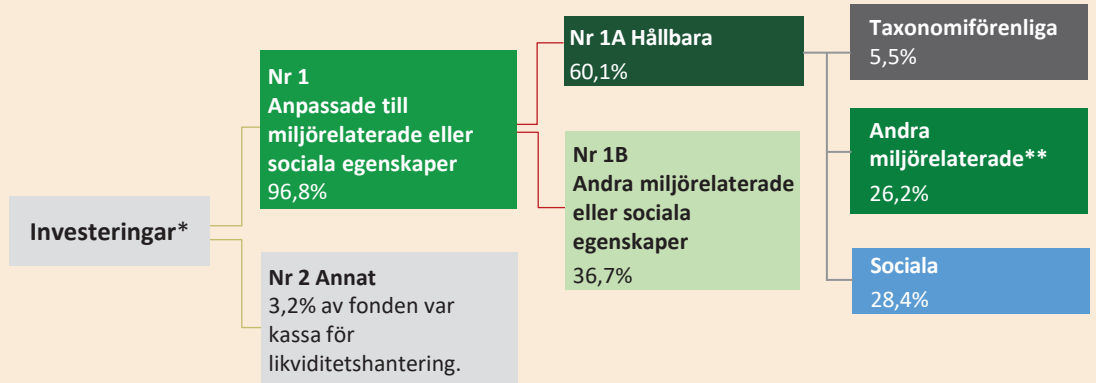 Investeringar*
Nr 1
Anpassade till
miljörelaterade eller
sociala egenskaper
96,8%
Nr 2 Annat
3,2% av fonden var
kassa för
likviditetshantering.
Nr 1A Hållbara
60,1%
Nr 1B
Andra miljörelaterade
eller sociala
egenskaper
36,7%
Taxonomiförenliga
5,5%
Andra
miljörelaterade**
26,2%
Sociala
28,4%